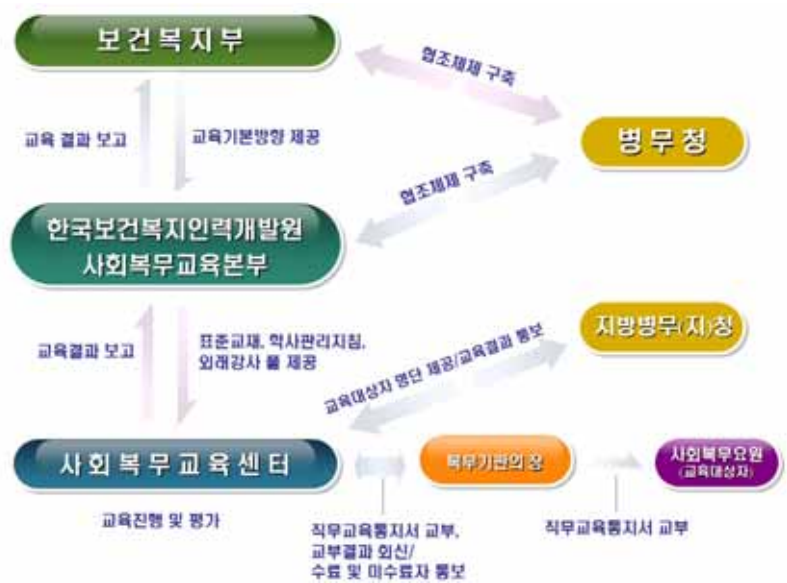 보건복지부
협조체제 구축
교육 결과 보고
교육기본방향 제공
병무청
협조체제 구축
한국보건복지인력개발원
사회복무교육본부
지방병무(지)청
교육결과 보고
표준교재, 학사관리지침,
외래강사 풀 제공
교육대상자 명단 제공/교육결과 통보
사회복무교육센터
복무기관의 장
사회복무요원
(교육대상자)
교육진행 및 평가
직무교육통지서 교부,
교부결과 회신/
수료 및 미수료자 통보
직무교육통지서 교부